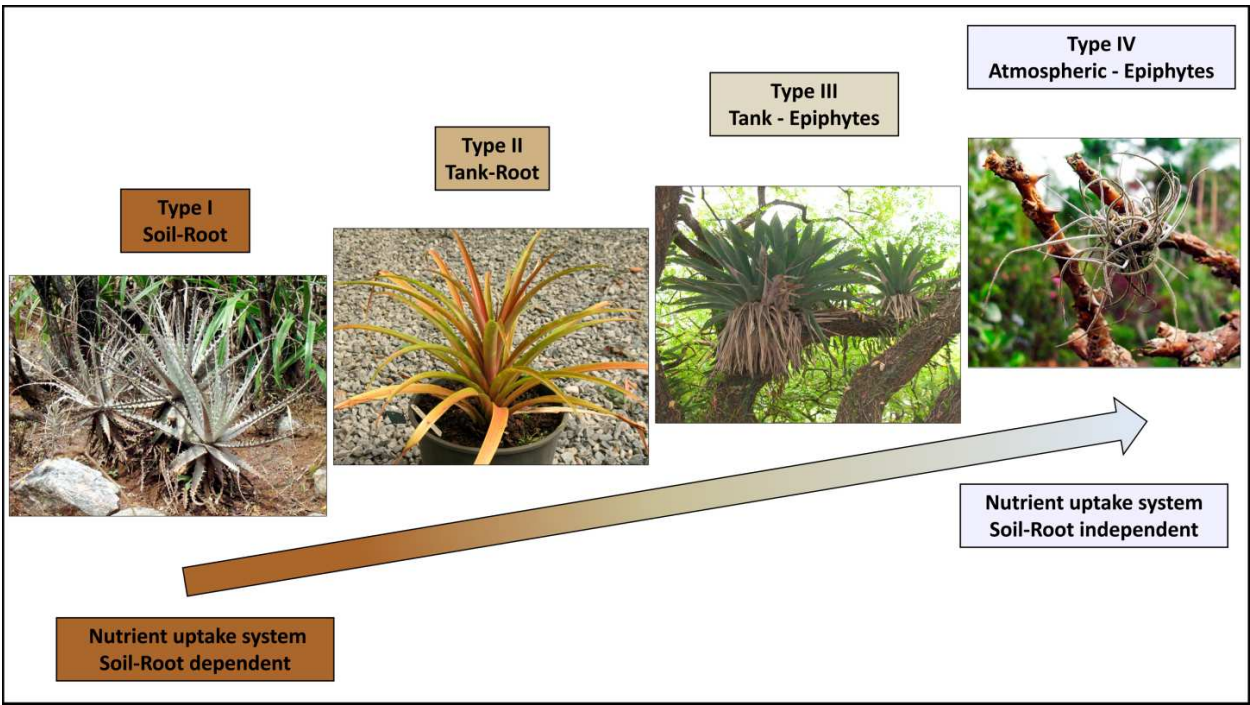 Type IV
Atmospheric - Epiphytes
Type III
Tank - Epiphytes
Type II
Tank-Root
Type I
Soil-Root
Nutrient uptake system
Soil-Root independent
Nutrient uptake system
Soil-Root dependent